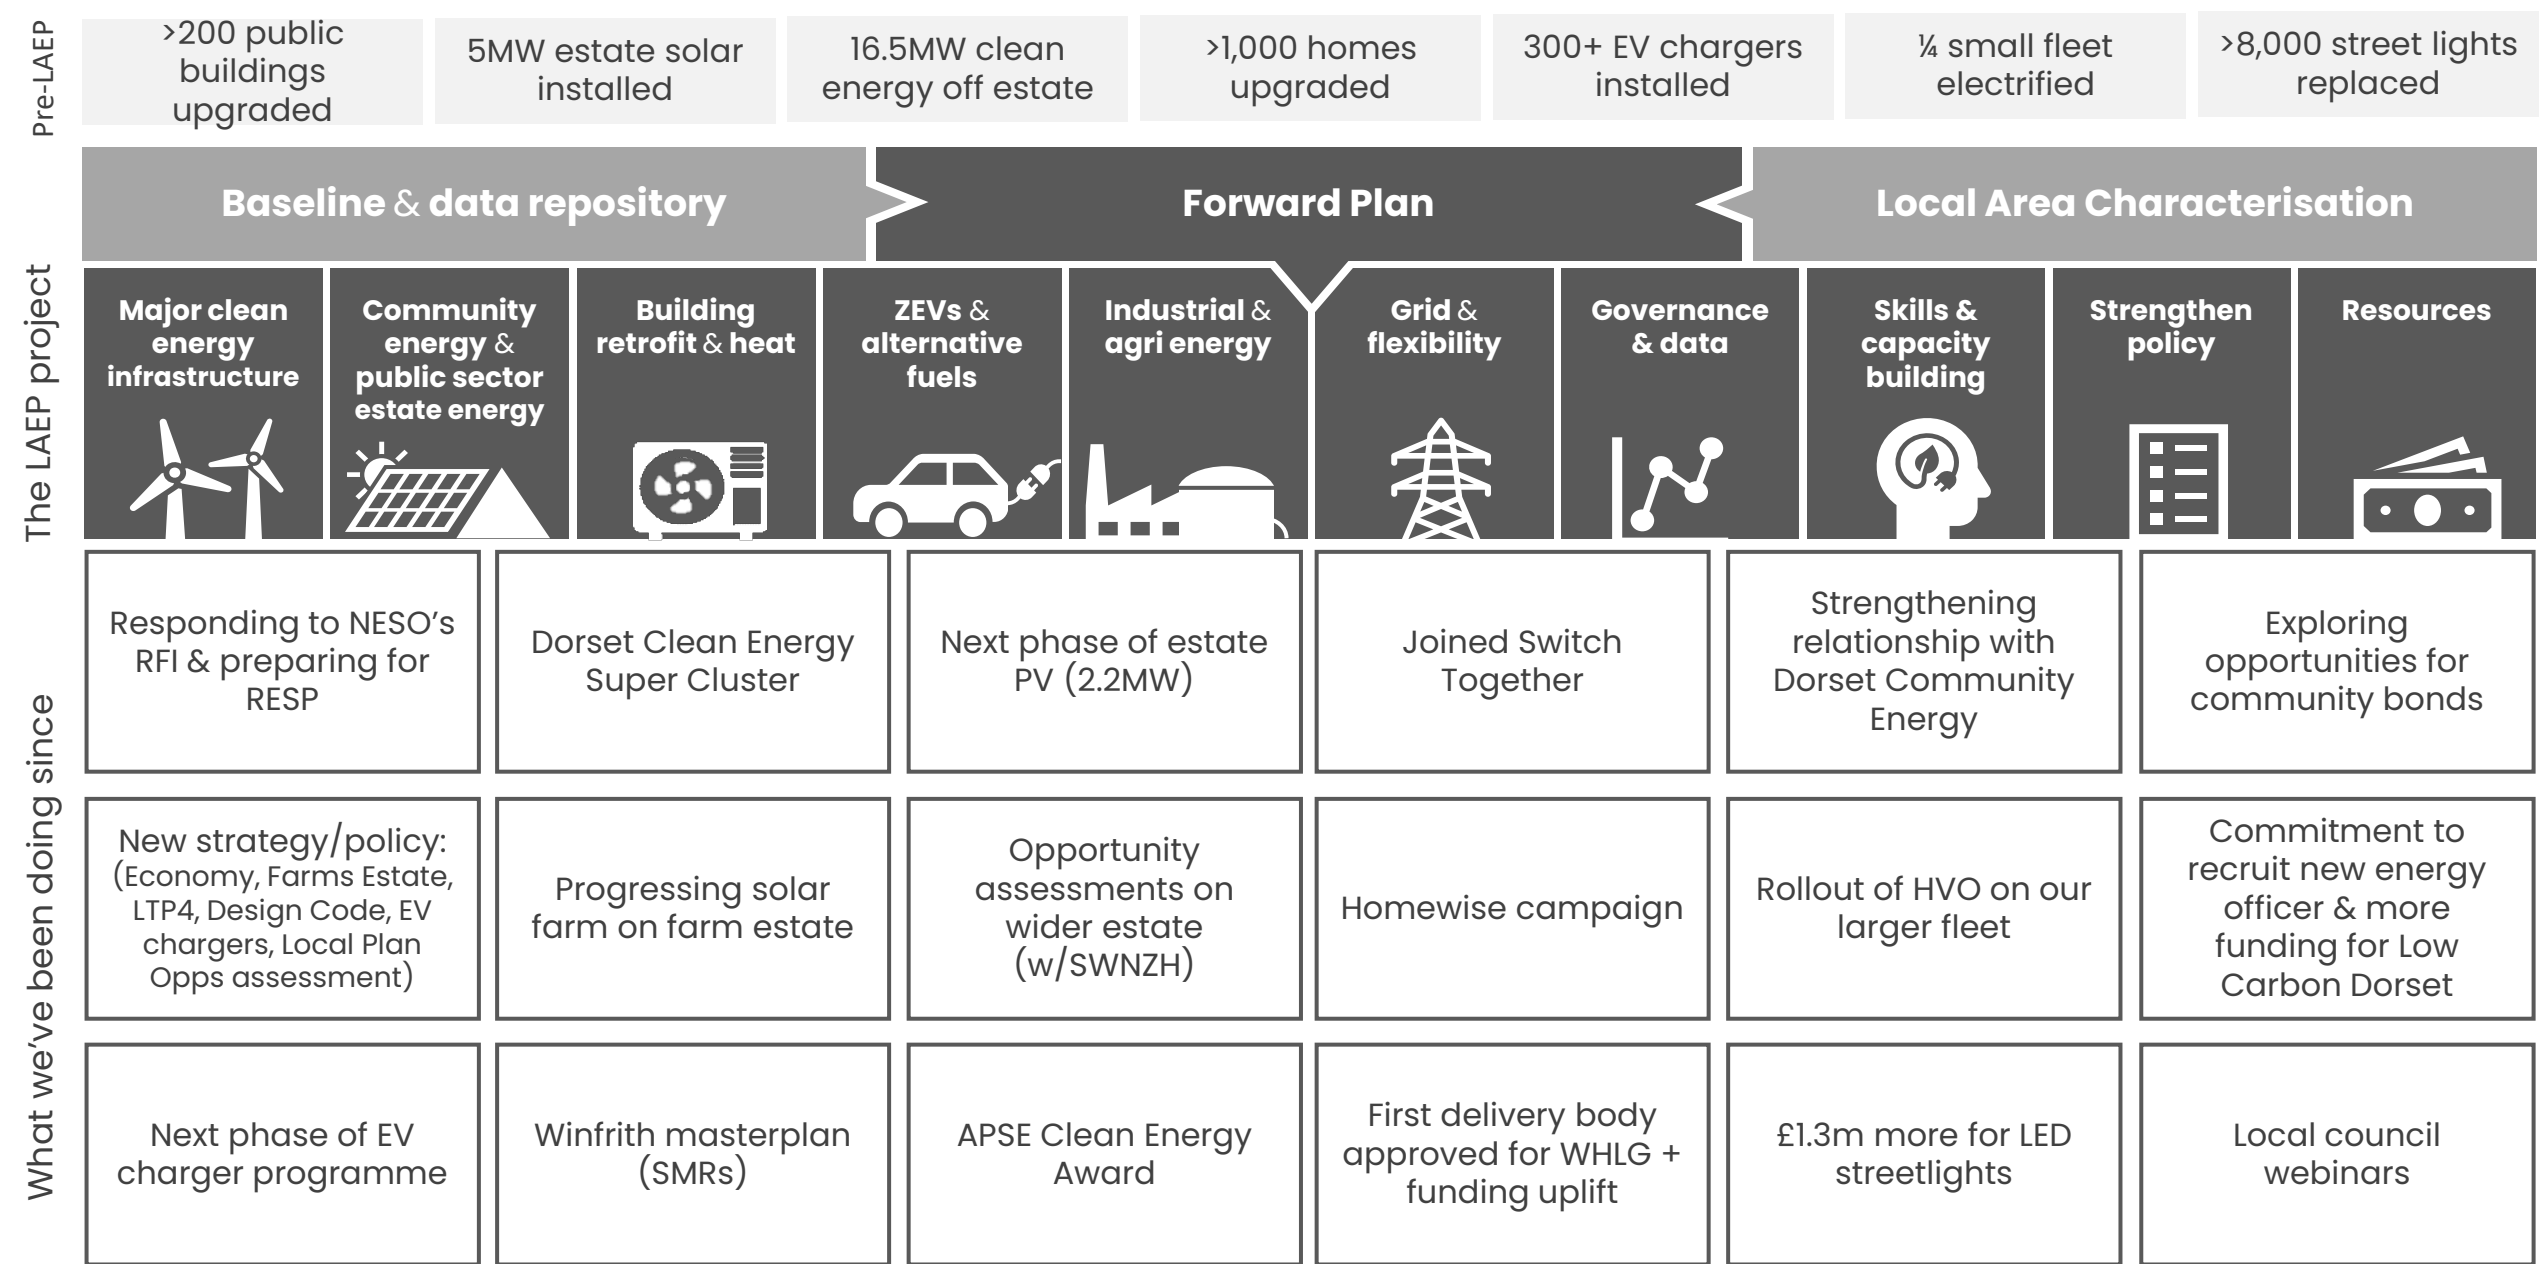 Pre-LAEP
>200 public
buildings
upgraded
5MW estate solar
installed
16.5MW clean
energy off estate
>1,000 homes
upgraded
300+ EV chargers
installed
¼ small fleet
electrified
>8,000 street lights
replaced
The LAEP project
Baseline & data repository
Forward Plan
Local Area Characterisation
Major clean
energy
infrastructure
Community
energy &
public sector
estate energy
Building
retrofit & heat
ZEVs &
alternative
fuels
Industrial &
agri energy
Grid &
flexibility
Governance
& data
Skills &
capacity
building
Strengthen
policy
Resources
What we’ve been doing since
Responding to NESO’s
RFI & preparing for
RESP
Dorset Clean Energy
Super Cluster
Next phase of estate
PV (2.2MW)
Joined Switch
Together
Strengthening
relationship with
Dorset Community
Energy
Exploring
opportunities for
community bonds
New strategy/policy:
(Economy, Farms Estate,
LTP4, Design Code, EV
chargers, Local Plan
Opps assessment)
Progressing solar
farm on farm estate
Opportunity
assessments on
wider estate
(w/SWNZH)
Homewise campaign
Rollout of HVO on our
larger fleet
Commitment to
recruit new energy
officer & more
funding for Low
Carbon Dorset
Next phase of EV
charger programme
Winfrith masterplan
(SMRs)
APSE Clean Energy
Award
First delivery body
approved for WHLG +
funding uplift
£1.3m more for LED
streetlights
Local council
webinars